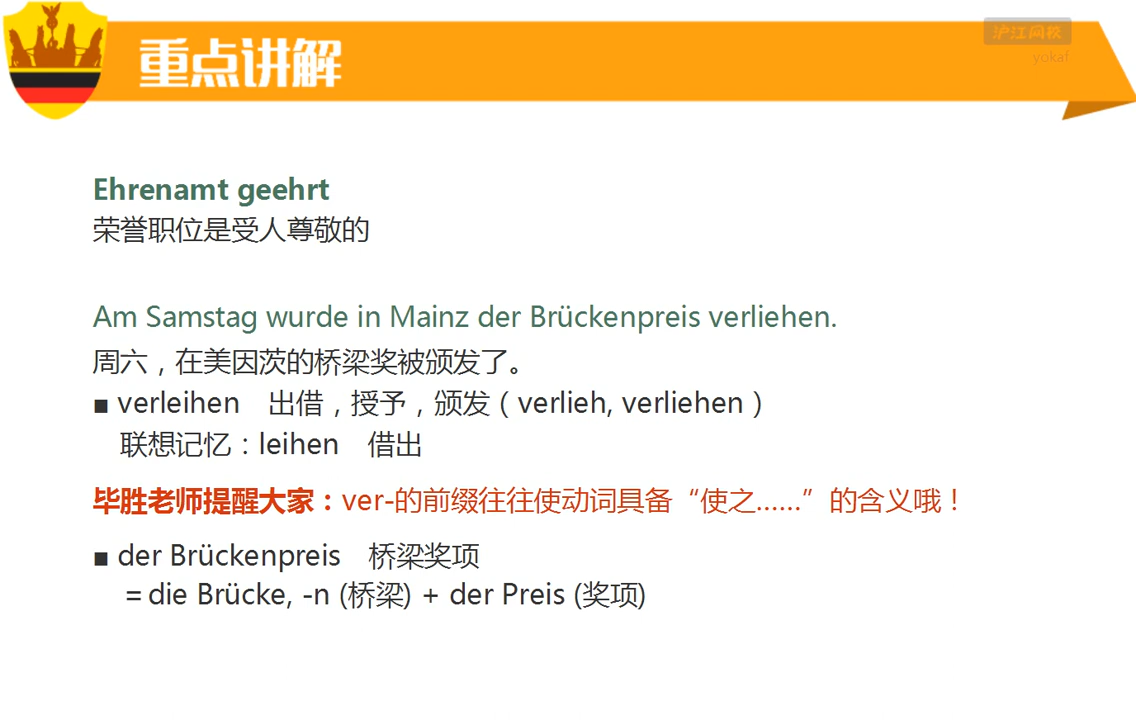 重点讲解
沪江网校
yokaf
Ehrenamt geehrt
荣誉职位是受人尊敬的
Am Samstag wurde in Mainz der Brückenpreis verliehen.
周六，在美因茨的桥梁奖被颁发了。
■ verleihen 出借，授予，颁发（verlieh, verliehen）
联想记忆：leihen 借出
毕胜老师提醒大家：ver-的前缀往往使动词具备“使之……”的含义哦！
■ der Brückenpreis 桥梁奖项
= die Brücke, -n (桥梁) + der Preis (奖项)